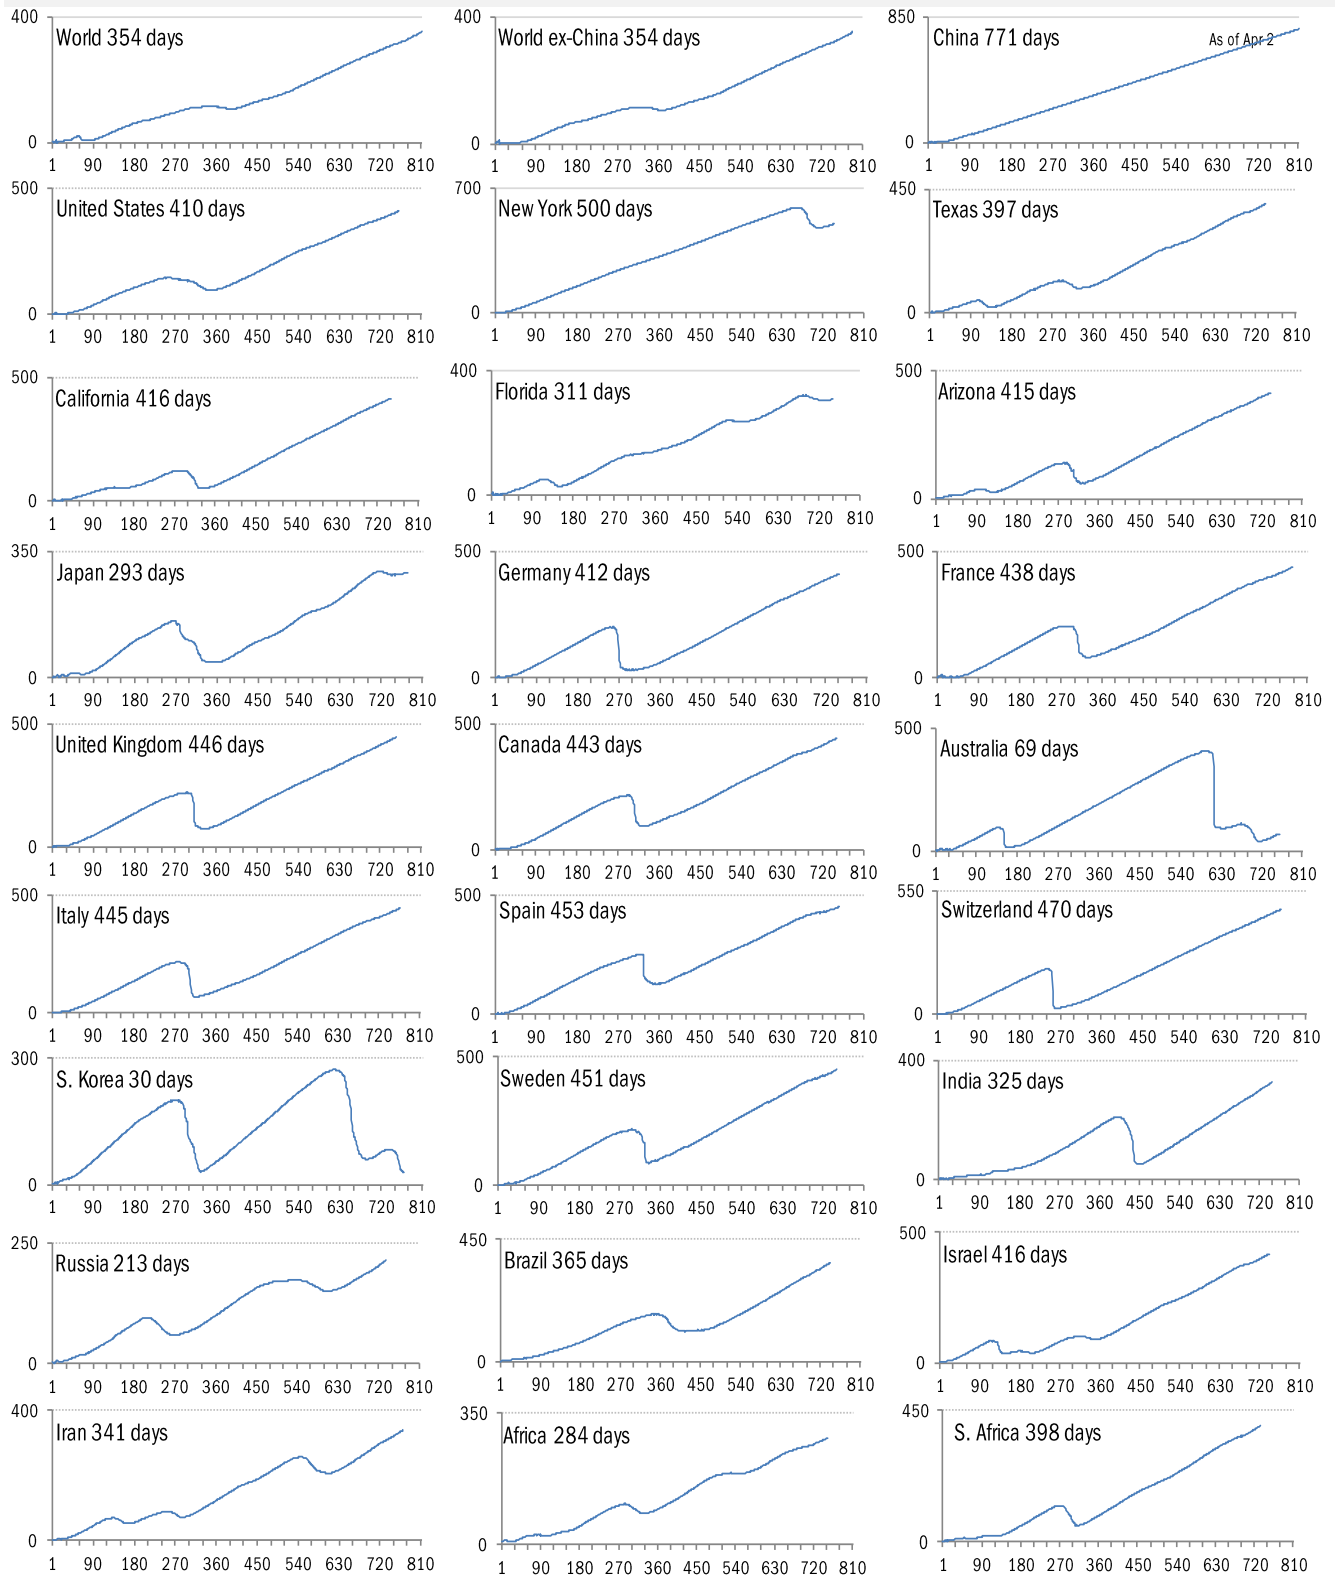 400
World 354 days
0
1 90 180 270 360 450 540 630 720 810
400
World ex-China 354 days
0
1 90 180 270 360 450 540 630 720 810
850
China 771 days
As of Apr 2
0
1 90 180 270 360 450 540 630 720 810
500
United States 410 days
0
1 90 180 270 360 450 540 630 720 810
700
New York 500 days
0
1 90 180 270 360 450 540 630 720 810
450
Texas 397 days
0
1 90 180 270 360 450 540 630 720 810
500
California 416 days
0
1 90 180 270 360 450 540 630 720 810
400
Florida 311 days
0
1 90 180 270 360 450 540 630 720 810
500
Arizona 415 days
0
1 90 180 270 360 450 540 630 720 810
350
Japan 293 days
0
1 90 180 270 360 450 540 630 720 810
500
Germany 412 days
0
1 90 180 270 360 450 540 630 720 810
500
France 438 days
0
1 90 180 270 360 450 540 630 720 810
500
United Kingdom 446 days
0
1 90 180 270 360 450 540 630 720 810
500
Canada 443 days
0
1 90 180 270 360 450 540 630 720 810
500
Australia 69 days
0
1 90 180 270 360 450 540 630 720 810
500
Italy 445 days
0
1 90 180 270 360 450 540 630 720 810
500
Spain 453 days
0
1 90 180 270 360 450 540 630 720 810
550
Switzerland 470 days
0
1 90 180 270 360 450 540 630 720 810
300
S. Korea 30 days
0
1 90 180 270 360 450 540 630 720 810
500
Sweden 451 days
0
1 90 180 270 360 450 540 630 720 810
400
India 325 days
0
1 90 180 270 360 450 540 630 720 810
250
Russia 213 days
0
1 90 180 270 360 450 540 630 720 810
450
Brazil 365 days
0
1 90 180 270 360 450 540 630 720 810
500
Israel 416 days
0
1 90 180 270 360 450 540 630 720 810
400
Iran 341 days
0
1 90 180 270 360 450 540 630 720 810
350
Africa 284 days
0
1 90 180 270 360 450 540 630 720 810
450
S. Africa 398 days
0
1 90 180 270 360 450 540 630 720 810